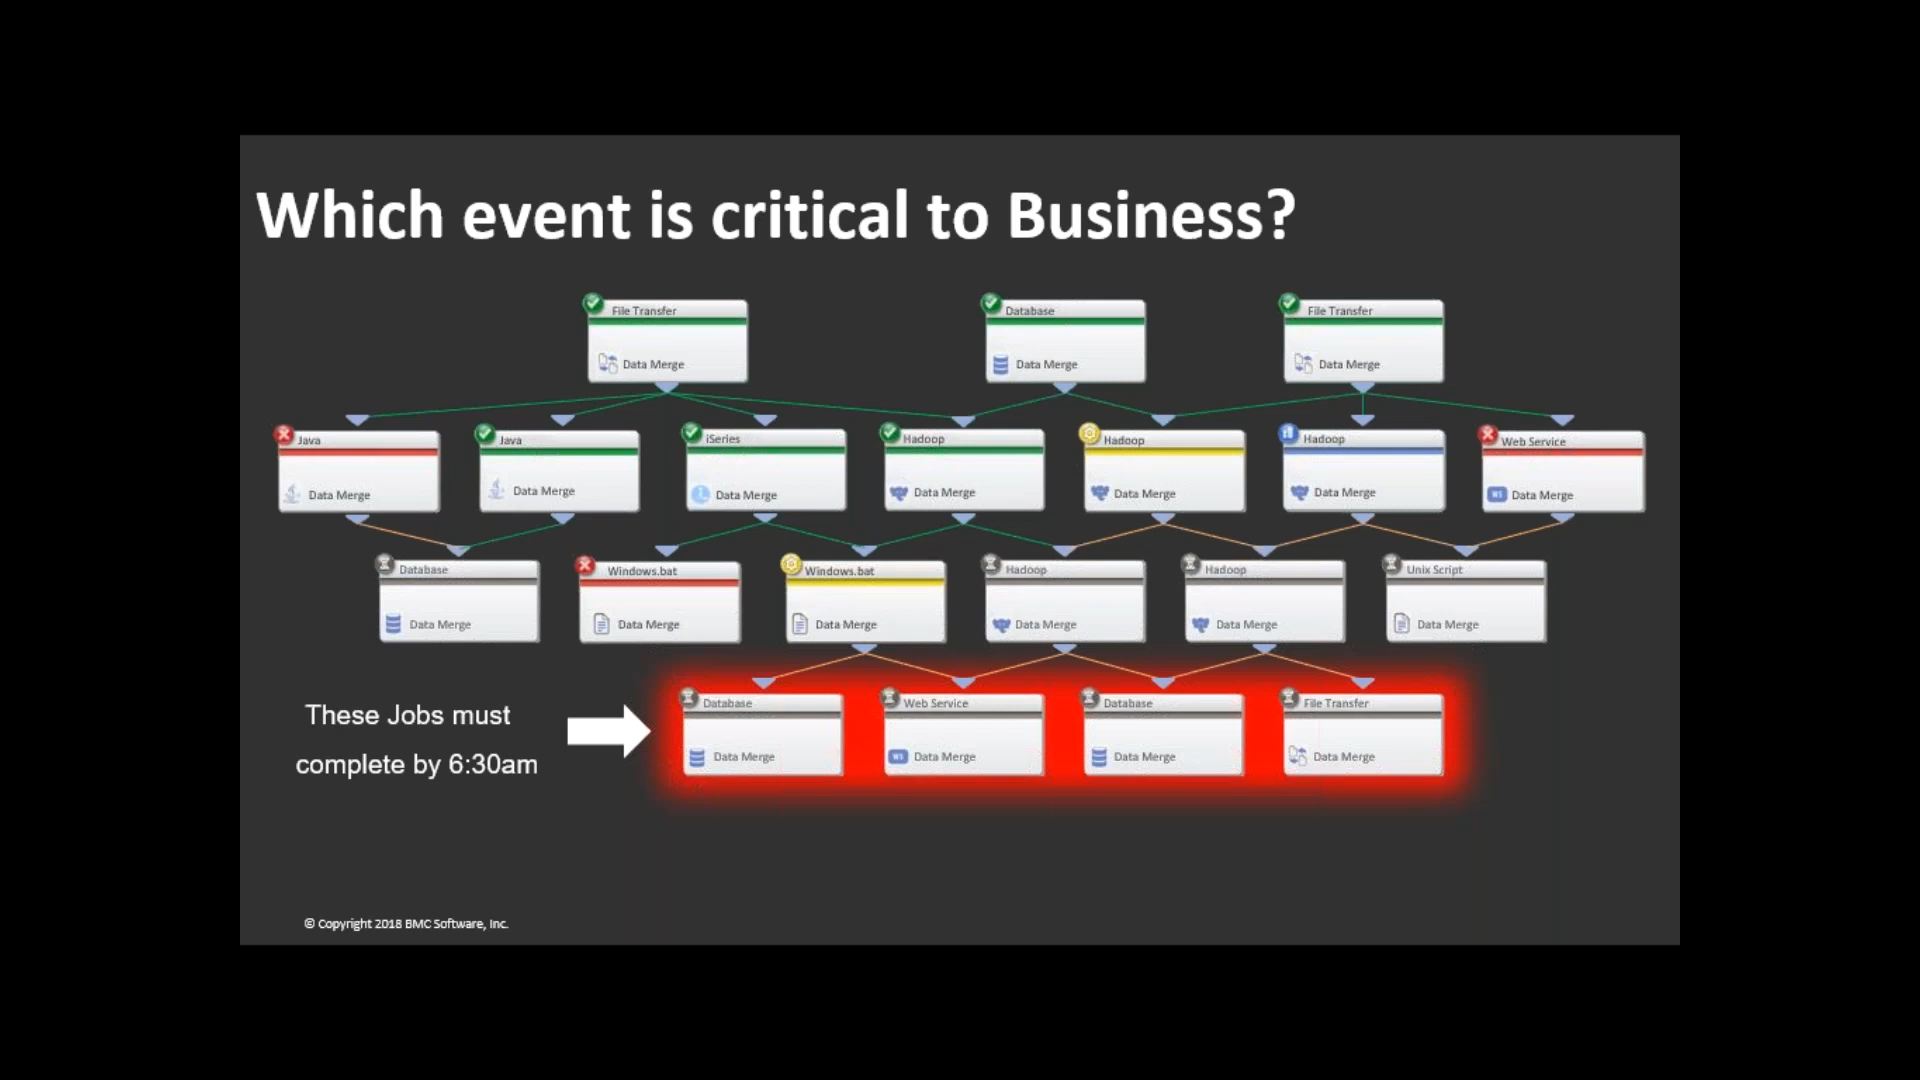 Which event is critical to Business?
File Transfer
Data Merge
Database
Data Merge
File Transfer
Data Merge
Java
Data Merge
Java
Data Merge
iSeries
Data Merge
Hadoop
Data Merge
Hadoop
Data Merge
Hadoop
Data Merge
Web Service
WS Data Merge
Database
Data Merge
Windows.bat
Data Merge
Windows.bat
Data Merge
Hadoop
Data Merge
Hadoop
Data Merge
Unix Script
Data Merge
These Jobs must
complete by 6:30am
Database
Data Merge
Web Service
WS Data Merge
Database
Data Merge
File Transfer
Data Merge
© Copyright 2018 BMC Software, Inc.